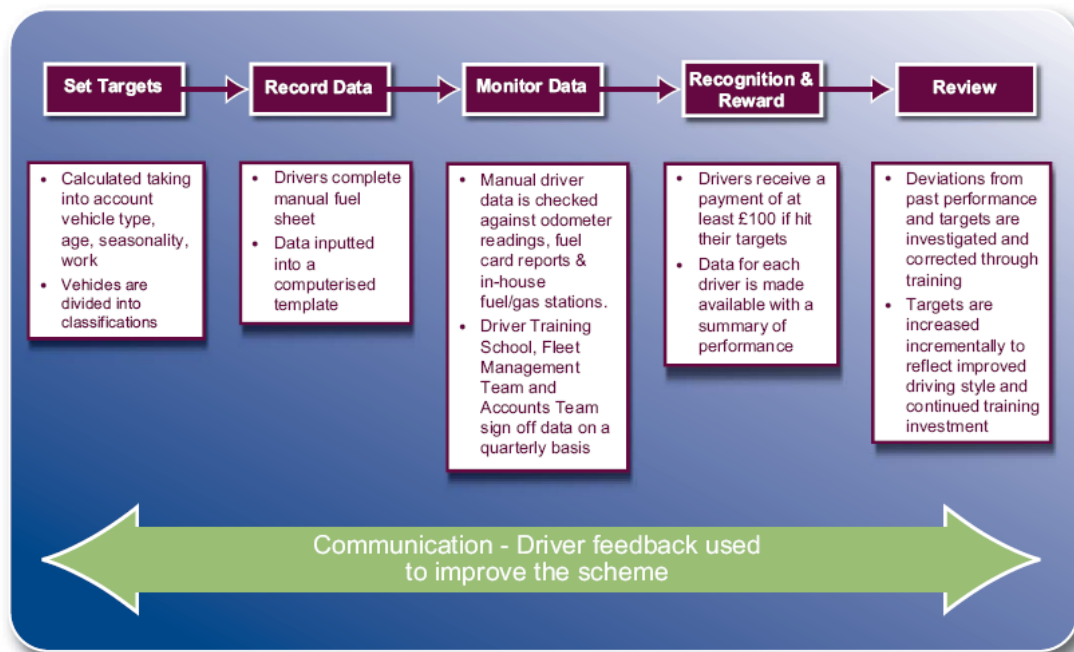 Set Targets
Record Data
Monitor Data
Recognition &
Reward
Review
• Calculated taking
into account
vehicle type,
age, seasonality,
work
• Vehicles are
divided into
classifications
• Drivers complete
manual fuel
sheet
• Data inputted
into a
computerised
template
• Manual driver
data is checked
against odometer
readings, fuel
card reports &
in-house
fuel/gas stations.
• Driver Training
School, Fleet
Management
Team and
Accounts Team
sign off data on a
quarterly basis
• Drivers receive a
payment of at
least £100 if hit
their targets
• Data for each
driver is made
available with a
summary of
performance
• Deviations from
past performance
and targets are
investigated and
corrected through
training
• Targets are
increased
incrementally to
reflect improved
driving style and
continued training
investment
Communication - Driver feedback used
to improve the scheme